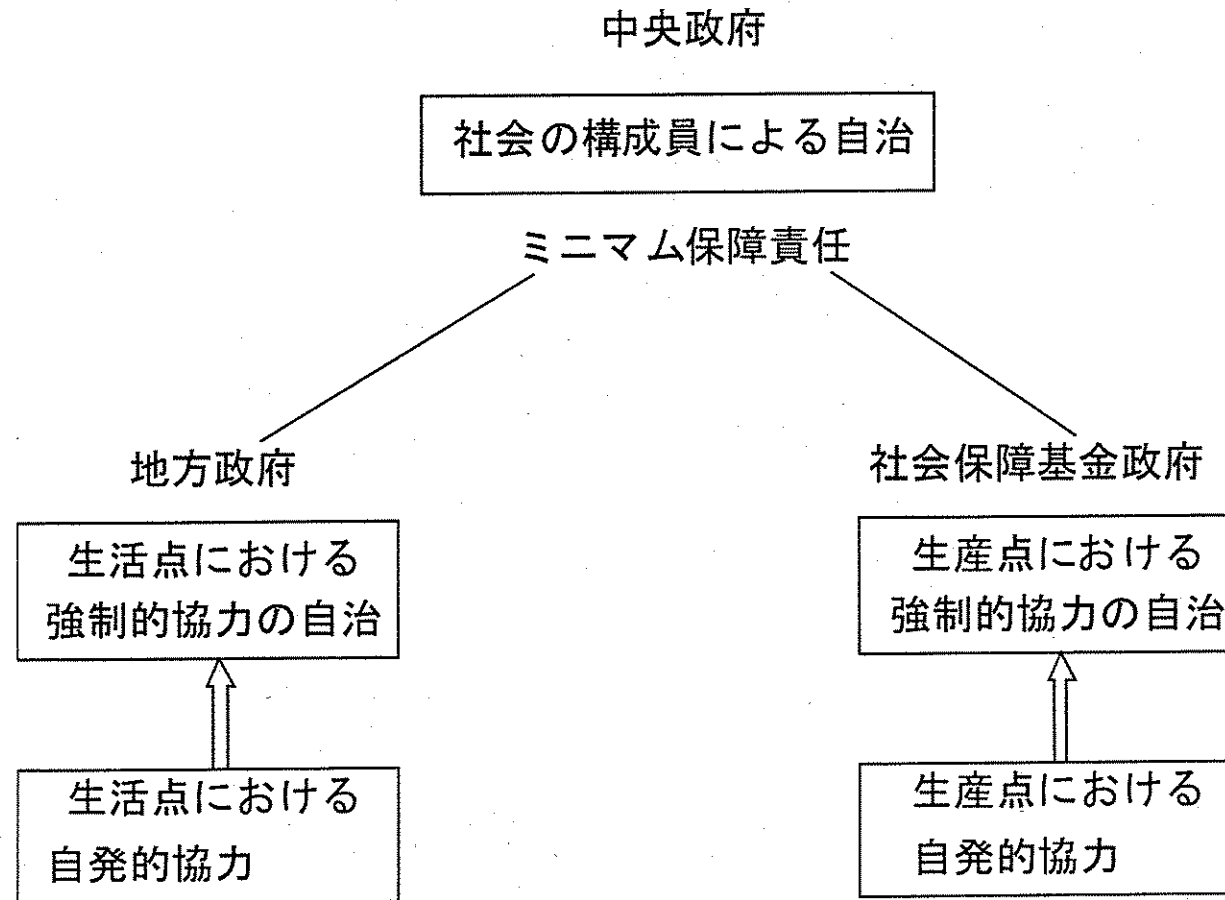 中央政府
社会の構成員による自治
ミニマム保障責任
地方政府
生活点における
強制的協力の自治
生活点における
自発的協力
社会保障基金政府
生産点における
強制的協力の自治
生産点における
自発的協力